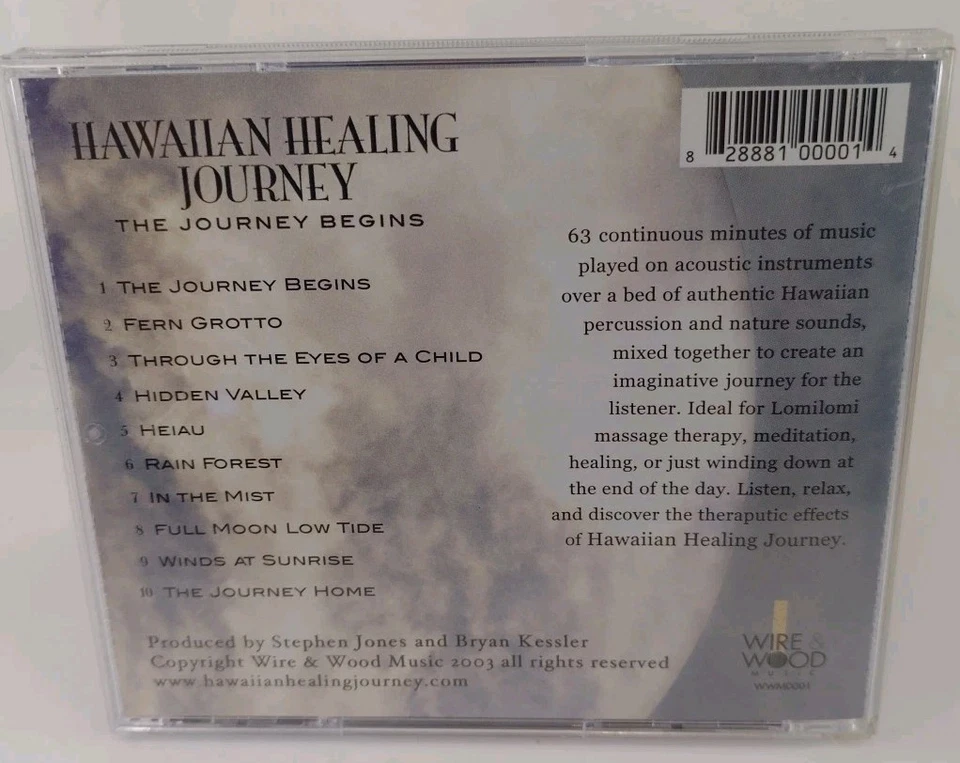 HAWAIIAN HEALING
JOURNEY
THE JOURNEY BEGINS
1 THE JOURNEY BEGINS
2 FERN GROTTO
3 THROUGH THE EYES OF A CHILD
4 HIDDEN VALLEY
5 HEIAU
6 RAIN FOREST
7 IN THE MIST
8 FULL MOON LOW TIDE
9 WINDS AT SUNRISE
10 THE JOURNEY HOME
8 28881 00001 4
63 continuous minutes of music
played on acoustic instruments
over a bed of authentic Hawaiian
percussion and nature sounds,
mixed together to create an
imaginative journey for the
listener. Ideal for Lomilomi
massage therapy, meditation,
healing, or just winding down at
the end of the day. Listen, relax,
and discover the theraputic effects
of Hawaiian Healing Journey.
Produced by Stephen Jones and Bryan Kessler
Copyright Wire & Wood Music 2003 all rights reserved
www.hawaiianhealingjourney.com
WIRE &
WOOD
MUSIC
WWM0001